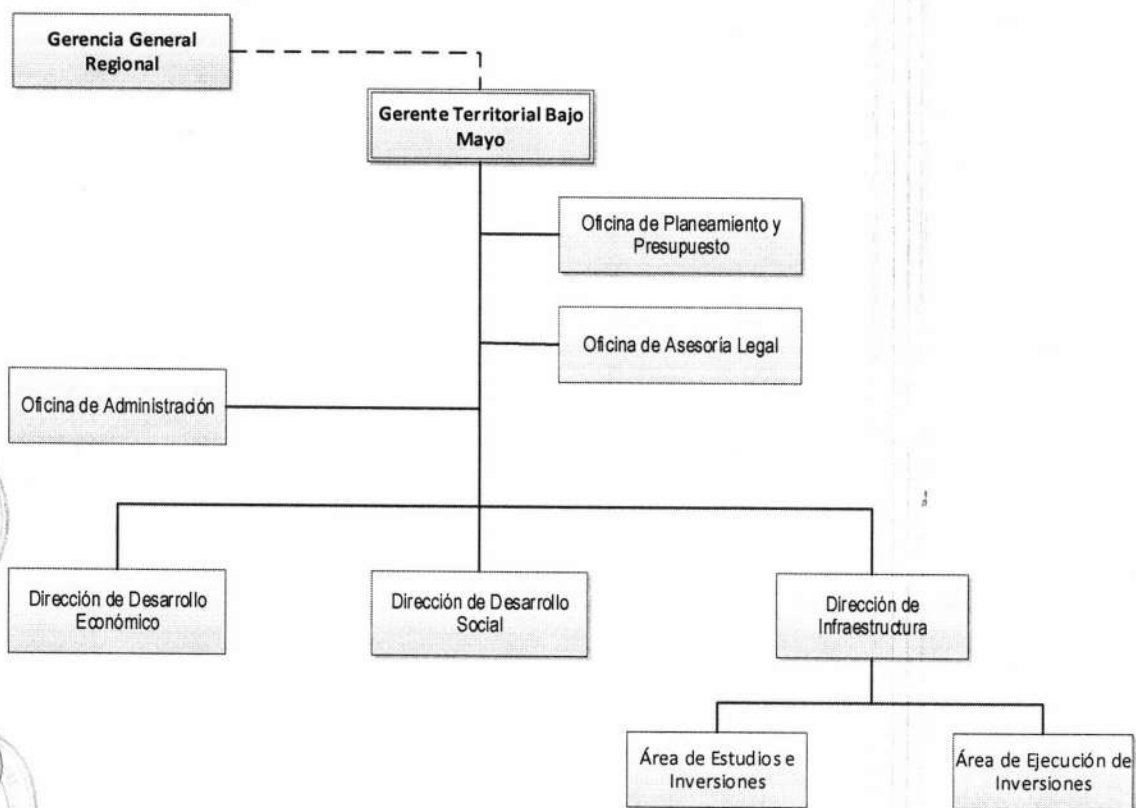 Gerencia General
Regional
Gerente Territorial Bajo
Mayo
Oficina de Planeamiento y
Presupuesto
Oficina de Asesoría Legal
Oficina de Administración
Dirección de Desarrollo
Económico
Dirección de Desarrollo
Social
Dirección de
Infraestructura
Área de Estudios e
Inversiones
Área de Ejecución de
Inversiones